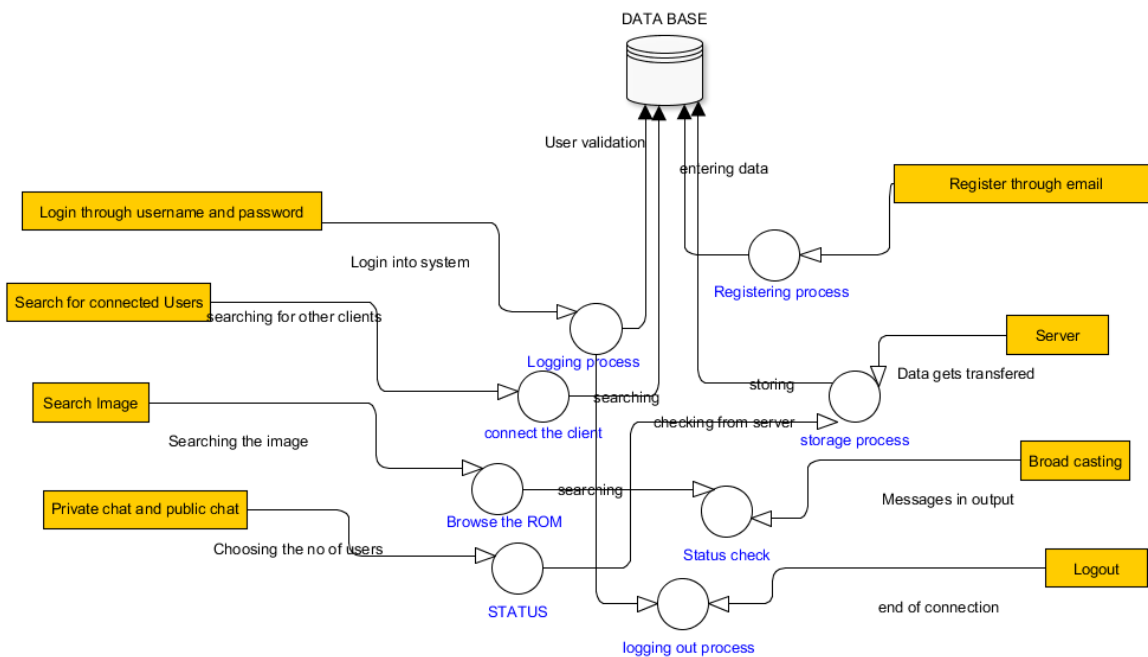 DATA BASE
User validation
entering data
Register through email
Login through username and password
Login into system
Registering process
Search for connected Users
searching for other clients
Server
Logging process
Data gets transfered
storing
Search Image
searching
checking from server
connect the client
storage process
Searching the image
Broad casting
searching
Messages in output
Private chat and public chat
Browse the ROM
Choosing the no of users
Status check
Logout
STATUS
end of connection
logging out process